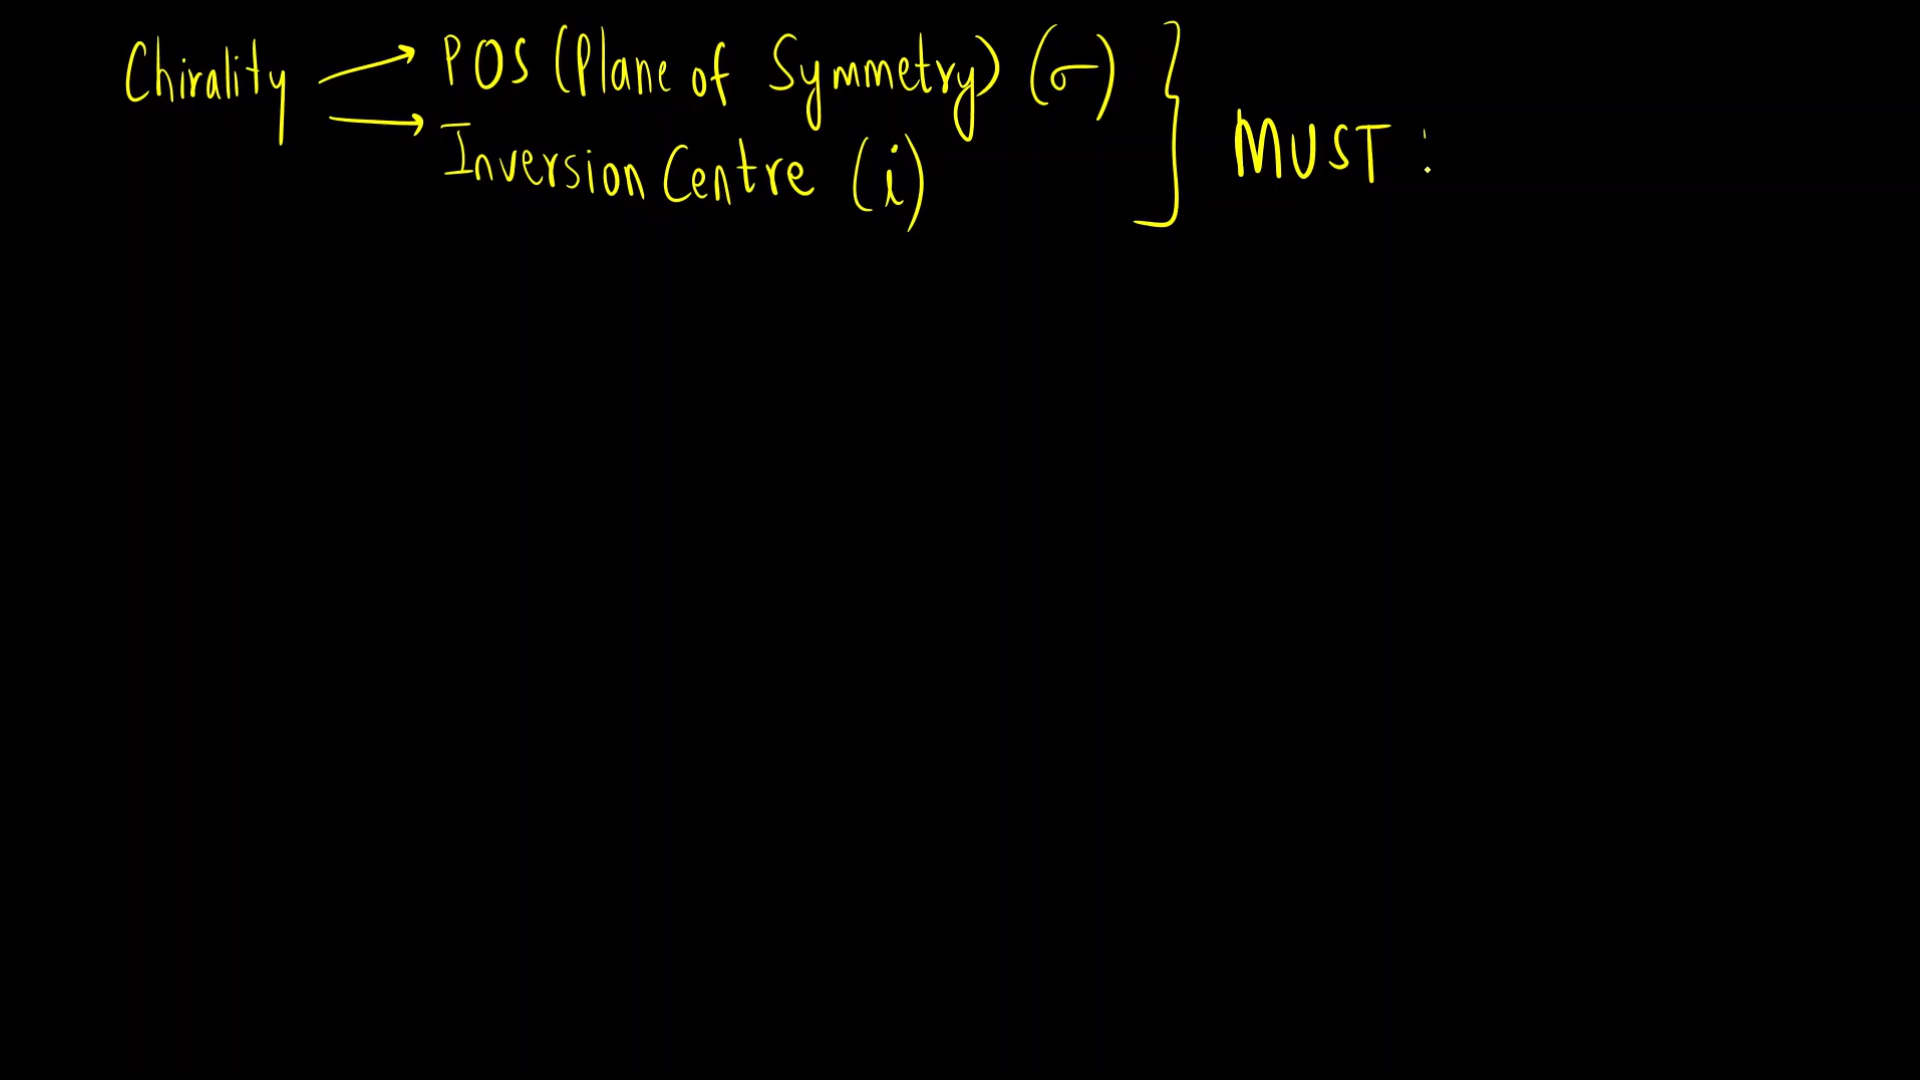 Chirality → POS (Plane of Symmetry) (σ)
→ Inversion Centre (i)
} MUST :